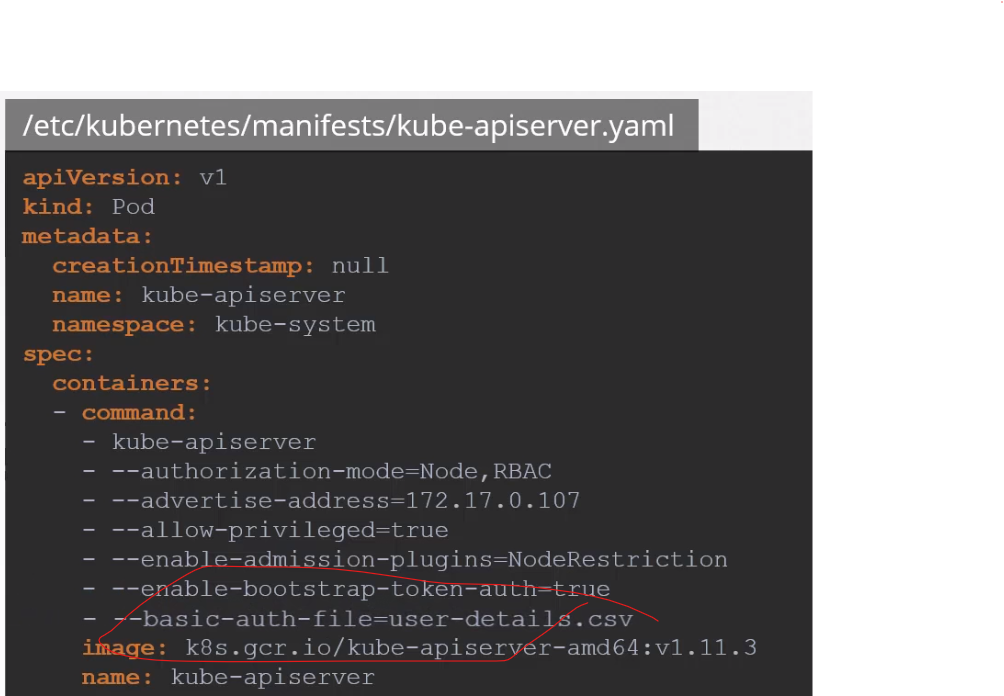 /etc/kubernetes/manifests/kube-apiserver.yaml
apiVersion: v1
kind: Pod
metadata:
  creationTimestamp: null
  name: kube-apiserver
  namespace: kube-system
spec:
  containers:
  - command:
    - kube-apiserver
    - --authorization-mode=Node,RBAC
    - --advertise-address=172.17.0.107
    - --allow-privileged=true
    - --enable-admission-plugins=NodeRestriction
    - --enable-bootstrap-token-auth=true
    - --basic-auth-file=user-details.csv
    image: k8s.gcr.io/kube-apiserver-amd64:v1.11.3
    name: kube-apiserver